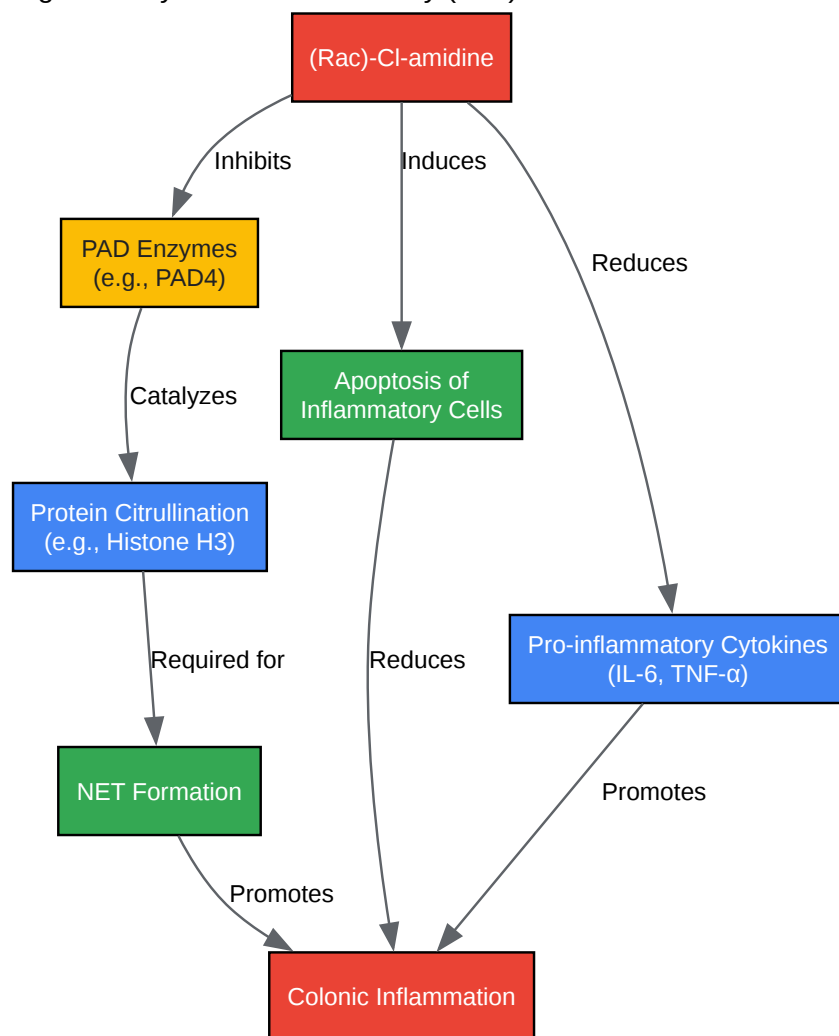 (Rac)-Cl-amidine
Inhibits
Induces
Reduces
PAD Enzymes
(e.g., PAD4)
Catalyzes
Apoptosis of
Inflammatory Cells
Protein Citrullination
(e.g., Histone H3)
Required for
Reduces
Pro-inflammatory Cytokines
(IL-6, TNF-α)
NET Formation
Promotes
Promotes
Colonic Inflammation